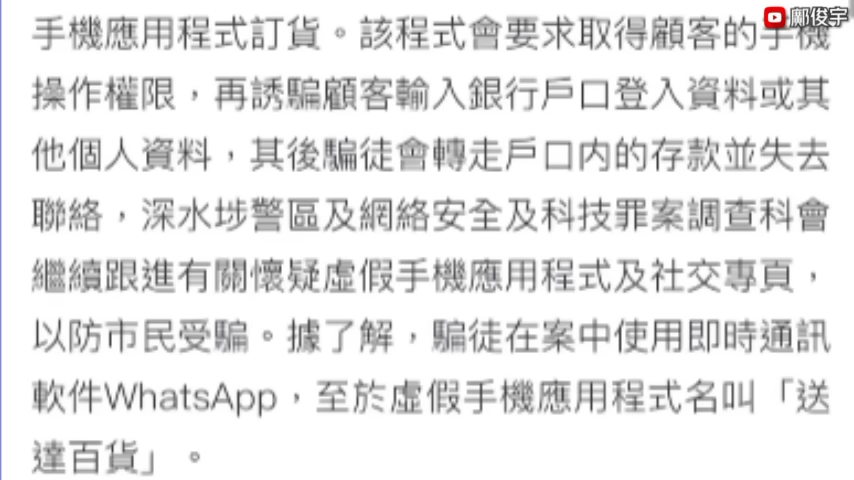 鄺俊宇
手機應用程式訂貨。該程式會要求取得顧客的手機
操作權限，再誘騙顧客輸入銀行戶口登入資料或其
他個人資料，其後騙徒會轉走戶口內的存款並失去
聯絡，深水埗警區及網絡安全及科技罪案調查科會
繼續跟進有關懷疑虛假手機應用程式及社交專頁，
以防市民受騙。據了解，騙徒在案中使用即時通訊
軟件WhatsApp，至於虛假手機應用程式名叫「送
達百貨」。